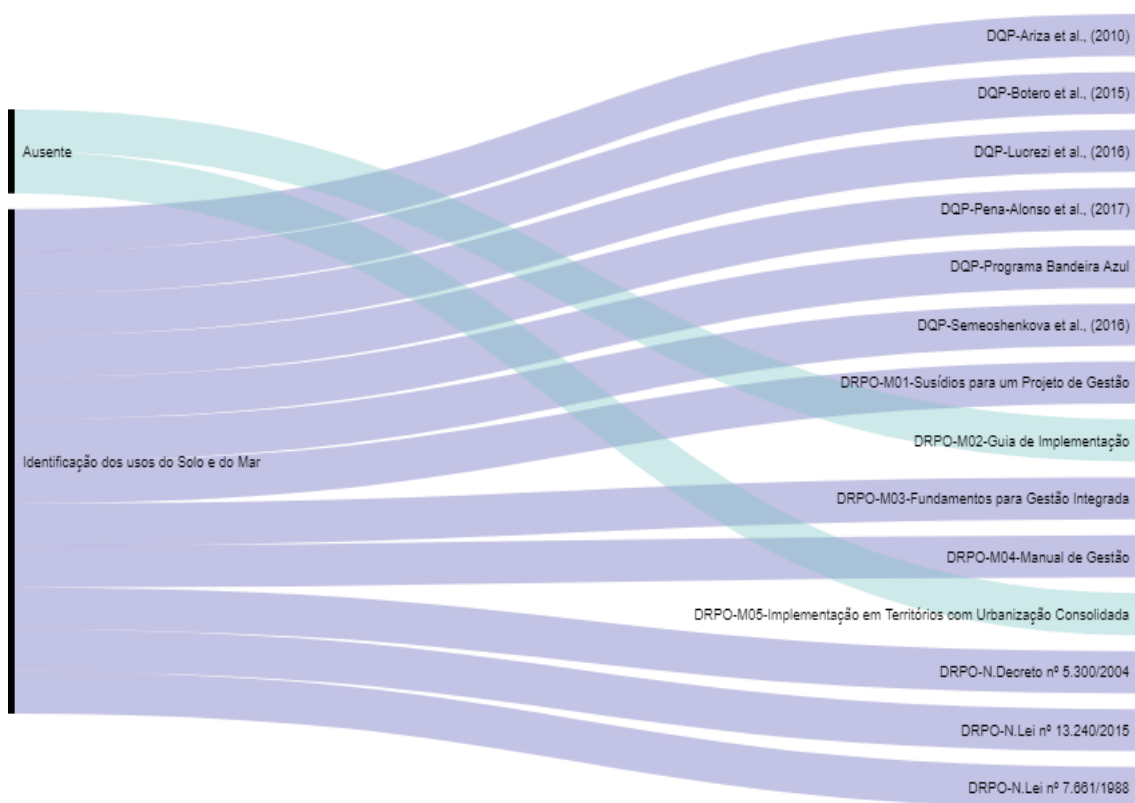 Ausente
Identificação dos usos do Solo e do Mar
DQP-Ariza et al., (2010)
DQP-Botero et al., (2015)
DQP-Lucrezi et al., (2016)
DQP-Pena-Alonso et al., (2017)
DQP-Programa Bandeira Azul
DQP-Semeoshenkova et al., (2016)
DRPO-M01-Susídios para um Projeto de Gestão
DRPO-M02-Guia de Implementação
DRPO-M03-Fundamentos para Gestão Integrada
DRPO-M04-Manual de Gestão
DRPO-M05-Implementação em Territórios com Urbanização Consolidada
DRPO-N.Decreto nº 5.300/2004
DRPO-N.Lei nº 13.240/2015
DRPO-N.Lei nº 7.661/1988